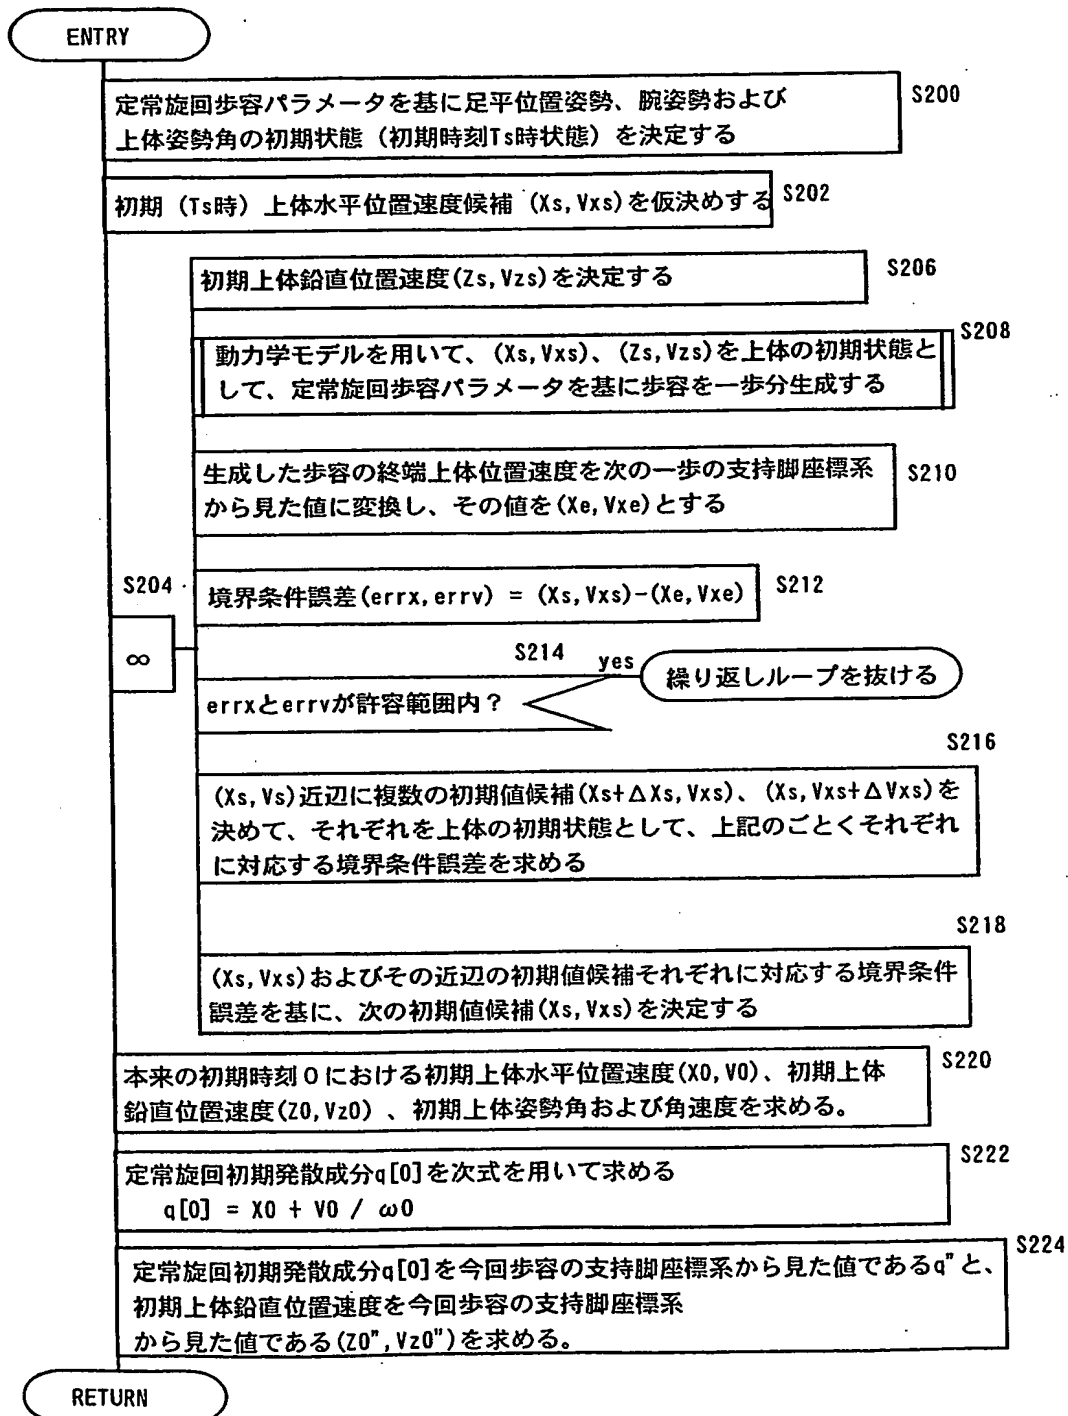 ENTRY
定常旋回歩容パラメータを基に足平位置姿勢、腕姿勢および
上体姿勢角の初期状態（初期時刻Ts時状態）を決定する
S200
初期（Ts時）上体水平位置速度候補（Xs,Vxs)を仮決めする
S202
初期上体鉛直位置速度(Zs,Vzs)を決定する
S206
動力学モデルを用いて、(Xs,Vxs)、(Zs,Vzs)を上体の初期状態と
して、定常旋回歩容パラメータを基に歩容を一歩分生成する
S208
生成した歩容の終端上体位置速度を次の一歩の支持脚座標系
から見た値に変換し、その値を(Xe,Vxe)とする
S210
S204
∞
境界条件誤差(errx,errv) = (Xs,Vxs)-(Xe,Vxe)
S212
S214
yes
繰り返しループを抜ける
errxとerrvが許容範囲内？
S216
(Xs,Vs)近辺に複数の初期値候補(Xs+ΔXs,Vxs)、(Xs,Vxs+ΔVxs)を
決めて、それぞれを上体の初期状態として、上記のごとくそれぞれ
に対応する境界条件誤差を求める
S218
(Xs,Vxs)およびその近辺の初期値候補それぞれに対応する境界条件
誤差を基に、次の初期値候補(Xs,Vxs)を決定する
本来の初期時刻０における初期上体水平位置速度(X0,V0)、初期上体
鉛直位置速度(Z0,Vz0)、初期上体姿勢角および角速度を求める。
S220
定常旋回初期発散成分q[0]を次式を用いて求める
q[0] = X0 + V0 / ω0
S222
定常旋回初期発散成分q[0]を今回歩容の支持脚座標系から見た値であるq"と、
初期上体鉛直位置速度を今回歩容の支持脚座標系
から見た値である(Z0",Vz0")を求める。
S224
RETURN